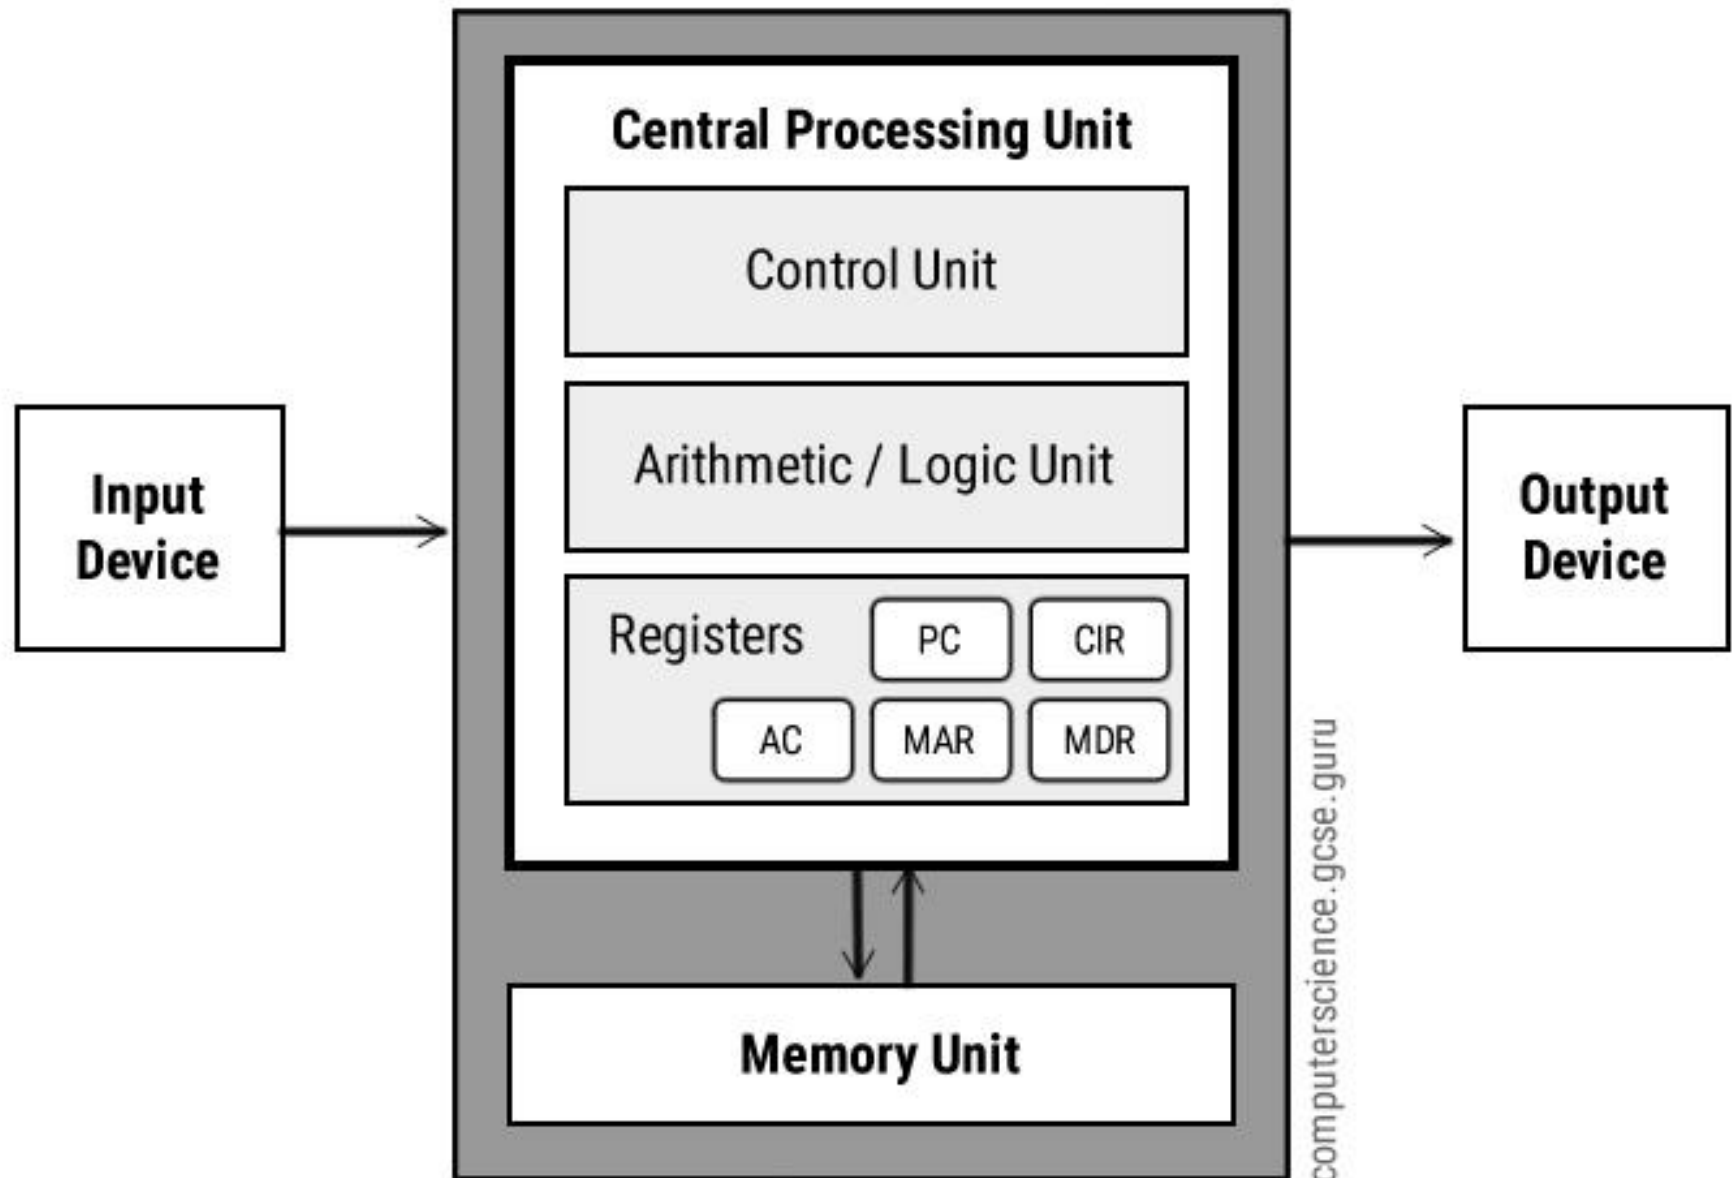 Central Processing Unit
Control Unit
Arithmetic / Logic Unit
Input
Device
Output
Device
Registers
PC
CIR
AC
MAR
MDR
Memory Unit
computerscience.gcse.guru